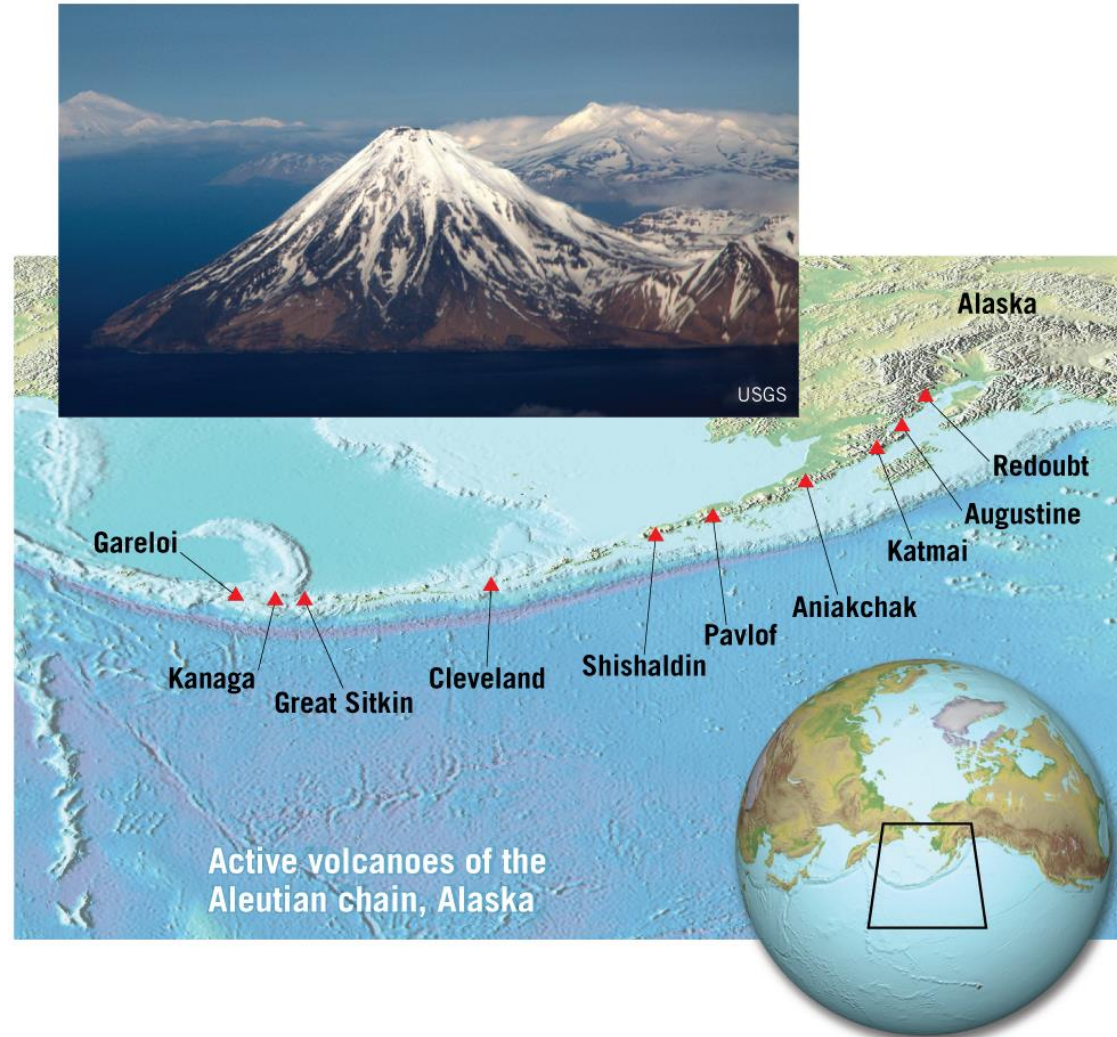 USGS
Alaska
Redoubt
Augustine
Katmai
Aniakchak
Pavlof
Shishaldin
Cleveland
Great Sitkin
Kanaga
Gareloi
Active volcanoes of the
Aleutian chain, Alaska